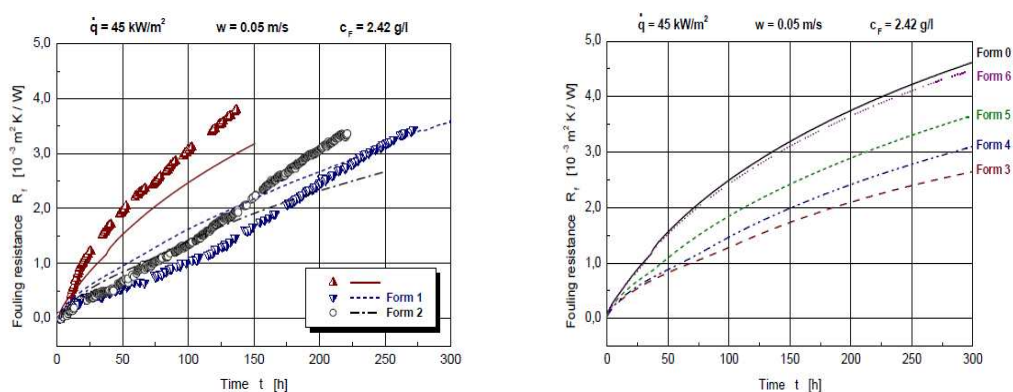 q̇ = 45 kW/m² w = 0.05 m/s c_F = 2.42 g/l
5,0
4,0
3,0
2,0
1,0
0,0
Fouling resistance R_f [10⁻³ m² K / W]
Form 1
Form 2
0 50 100 150 200 250 300
Time t [h]
q̇ = 45 kW/m² w = 0.05 m/s c_F = 2.42 g/l
5,0
4,0
3,0
2,0
1,0
0,0
Fouling resistance R_f [10⁻³ m² K / W]
Form 0
Form 6
Form 5
Form 4
Form 3
0 50 100 150 200 250 300
Time t [h]